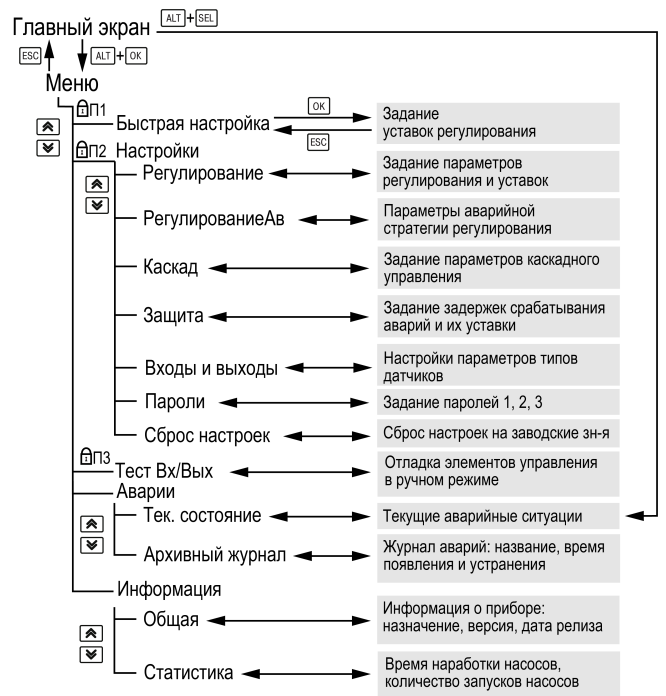 Главный экран
ALT+SEL
ESC
ALT+OK
Меню
П1
Быстрая настройка
OK
ESC
Задание
уставок регулирования
П2 Настройки
Регулирование
Задание параметров
регулирования и уставок
РегулированиеАв
Параметры аварийной
стратегии регулирования
Каскад
Задание параметров каскадного
управления
Защита
Задание задержек срабатывания
аварий и их уставки
Входы и выходы
Настройки параметров типов
датчиков
Пароли
Задание паролей 1, 2, 3
Сброс настроек
Сброс настроек на заводские зн-я
П3
Тест Вх/Вых
Отладка элементов управления
в ручном режиме
Аварии
Тек. состояние
Текущие аварийные ситуации
Архивный журнал
Журнал аварий: название, время
появления и устранения
Информация
Общая
Информация о приборе:
назначение, версия, дата релиза
Статистика
Время наработки насосов,
количество запусков насосов